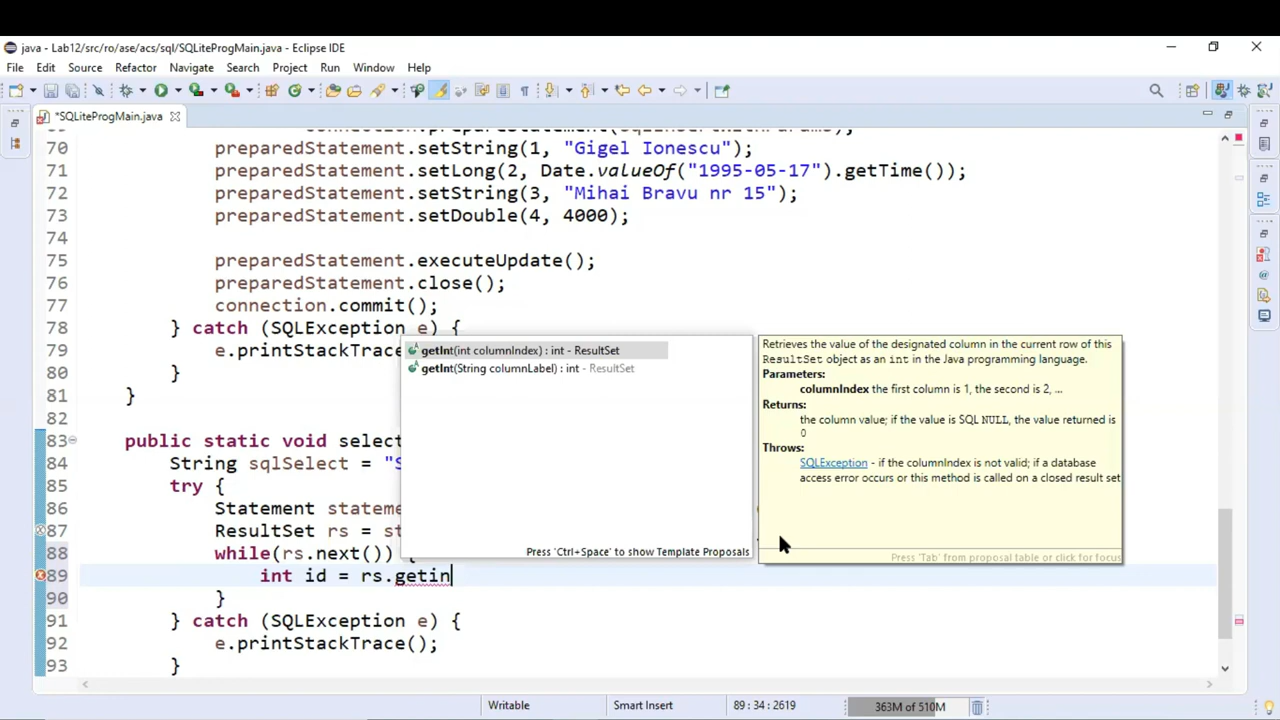 java - Lab12/src/ro/ase/acs/sql/SQLiteProgMain.java - Eclipse IDE
File Edit Source Refactor Navigate Search Project Run Window Help
*SQLiteProgMain.java
70 preparedStatement.setString(1, "Gigel Ionescu");
71 preparedStatement.setLong(2, Date.valueOf("1995-05-17").getTime());
72 preparedStatement.setString(3, "Mihai Bravu nr 15");
73 preparedStatement.setDouble(4, 4000);
74
75 preparedStatement.executeUpdate();
76 preparedStatement.close();
77 connection.commit();
78 } catch (SQLException e) {
79 e.printStackTrace
80 }
81 }
82
83 public static void select
84 String sqlSelect = "S
85 try {
86 Statement stateme
87 ResultSet rs = st
88 while(rs.next()) {
89 int id = rs.getin
90 }
91 } catch (SQLException e) {
92 e.printStackTrace();
93 }
getInt(int columnIndex) : int - ResultSet
getInt(String columnLabel) : int - ResultSet
Press 'Ctrl+Space' to show Template Proposals
Retrieves the value of the designated column in the current row of this
ResultSet object as an int in the Java programming language.
Parameters:
columnIndex the first column is 1, the second is 2, ...
Returns:
the column value; if the value is SQL NULL, the value returned is
0
Throws:
SQLException - if the columnIndex is not valid; if a database
access error occurs or this method is called on a closed result set
Press 'Tab' from proposal table or click for focus
Writable Smart Insert 89 : 34 : 2619 363M of 510M